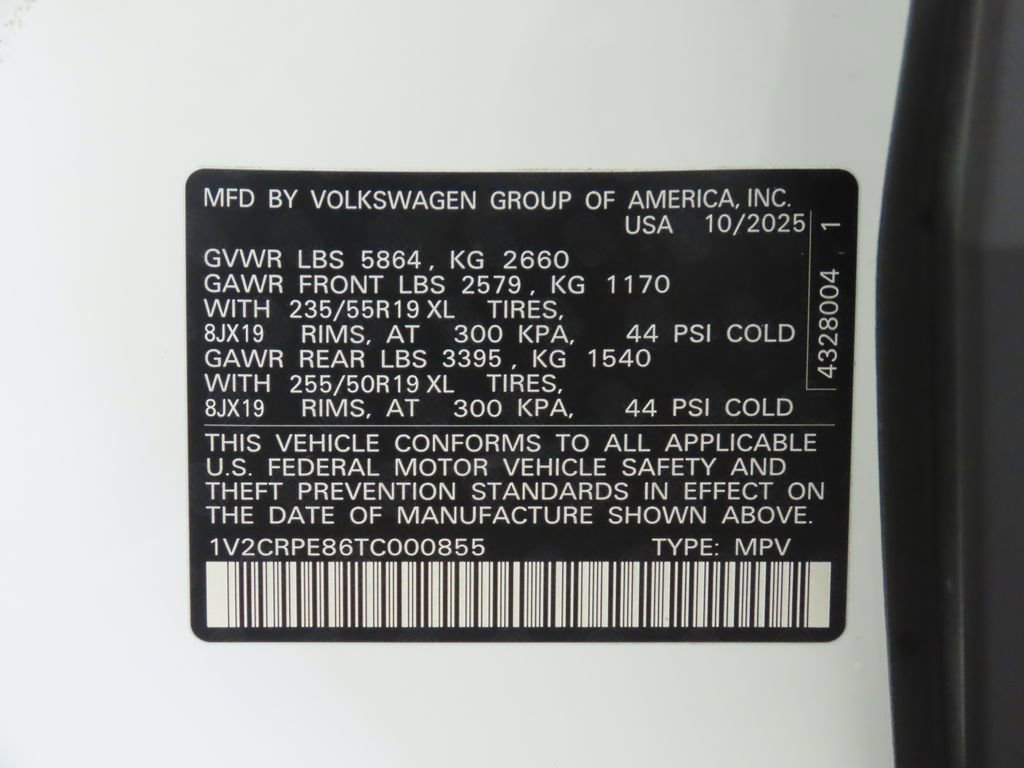 MFD BY VOLKSWAGEN GROUP OF AMERICA, INC.
USA 10/2025
GVWR LBS 5864, KG 2660
GAWR FRONT LBS 2579, KG 1170
WITH 235/55R19 XL TIRES,
8JX19 RIMS, AT 300 KPA, 44 PSI COLD
GAWR REAR LBS 3395, KG 1540
WITH 255/50R19 XL TIRES,
8JX19 RIMS, AT 300 KPA, 44 PSI COLD
4328004 1
THIS VEHICLE CONFORMS TO ALL APPLICABLE
U.S. FEDERAL MOTOR VEHICLE SAFETY AND
THEFT PREVENTION STANDARDS IN EFFECT ON
THE DATE OF MANUFACTURE SHOWN ABOVE.
1V2CRPE86TC000855 TYPE: MPV